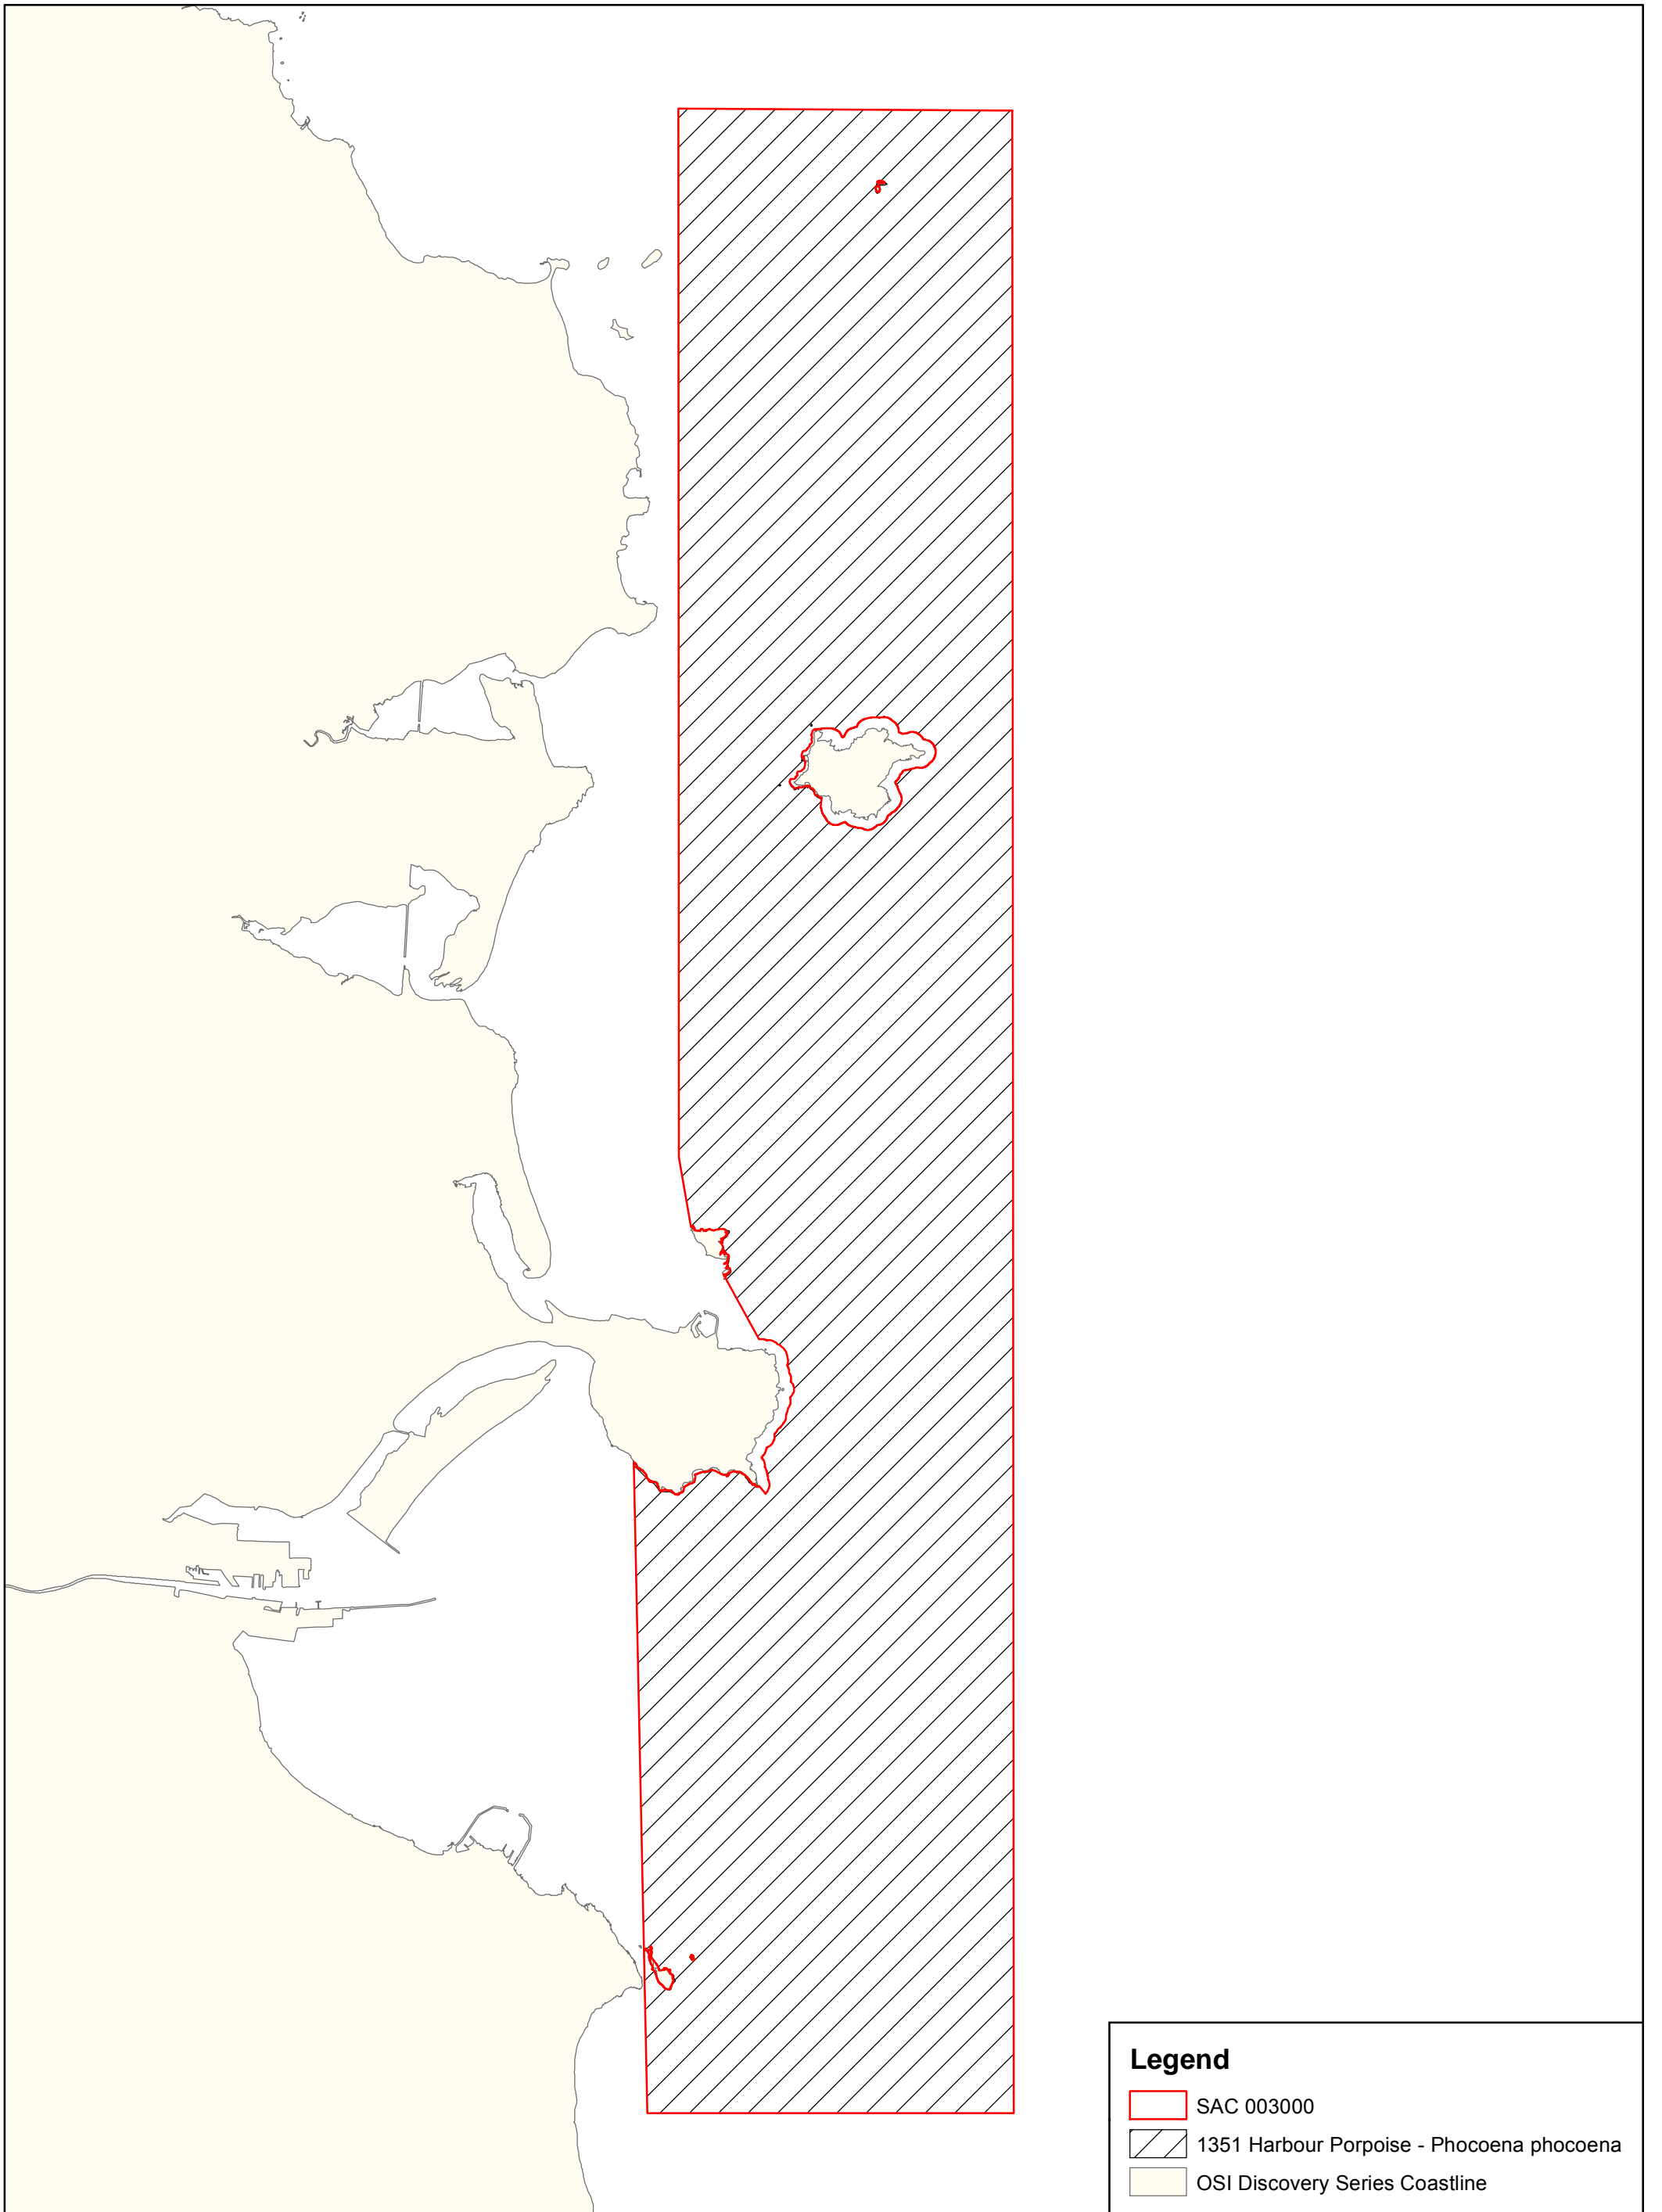 Legend
SAC 003000
1351 Harbour Porpoise - Phocoena phocoena
OSI Discovery Series Coastline